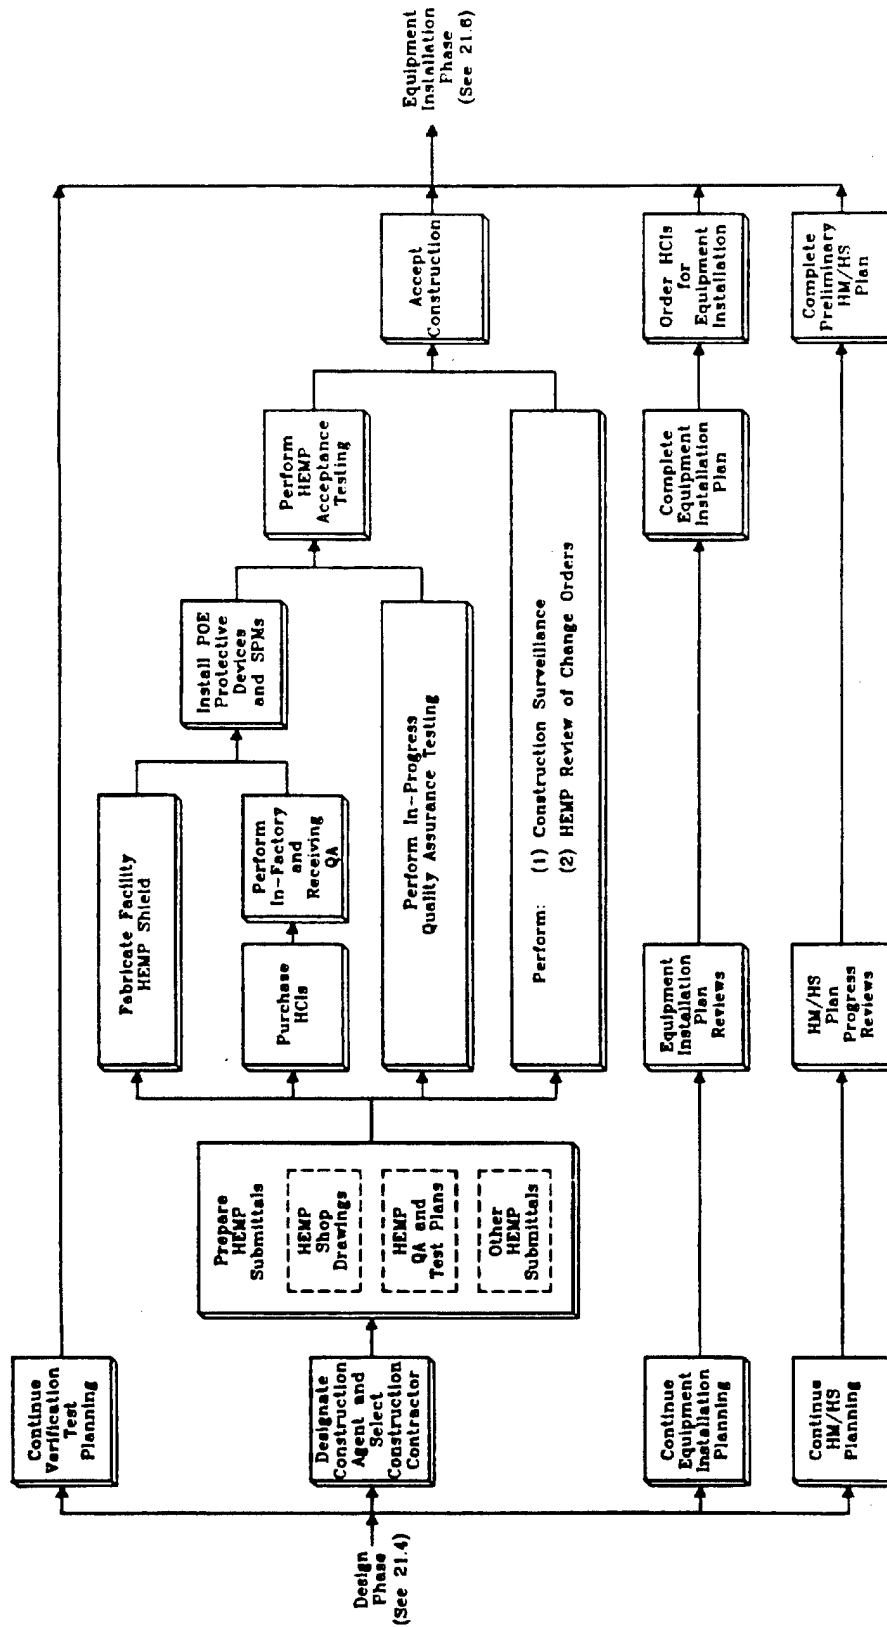 Design
Phase
(See 21.4)
Continue
Verification
Test
Planning
Designate
Construction
Agent and
Select
Construction
Contractor
Continue
Equipment
Installation
Planning
Continue
HM/HS
Planning
Prepare
HEMP
Submittals
HEMP
Shop
Drawings
HEMP
QA and
Test Plans
Other
HEMP
Submittals
Fabricate Facility
HEMP Shield
Purchase
HCIs
Perform
In-Factory
and
Receiving
QA
Install POE
Protective
Devices
and SPMs
Perform In-Progress
Quality Assurance Testing
Perform
HEMP
Acceptance
Testing
Perform: (1) Construction Surveillance
(2) HEMP Review of Change Orders
Accept
Construction
Equipment
Installation
Plan
Reviews
Complete
Equipment
Installation
Plan
Order HCIs
for
Equipment
Installation
HM/HS
Plan
Progress
Reviews
Complete
Preliminary
HM/HS
Plan
Equipment
Installation
Phase
(See 21.6)